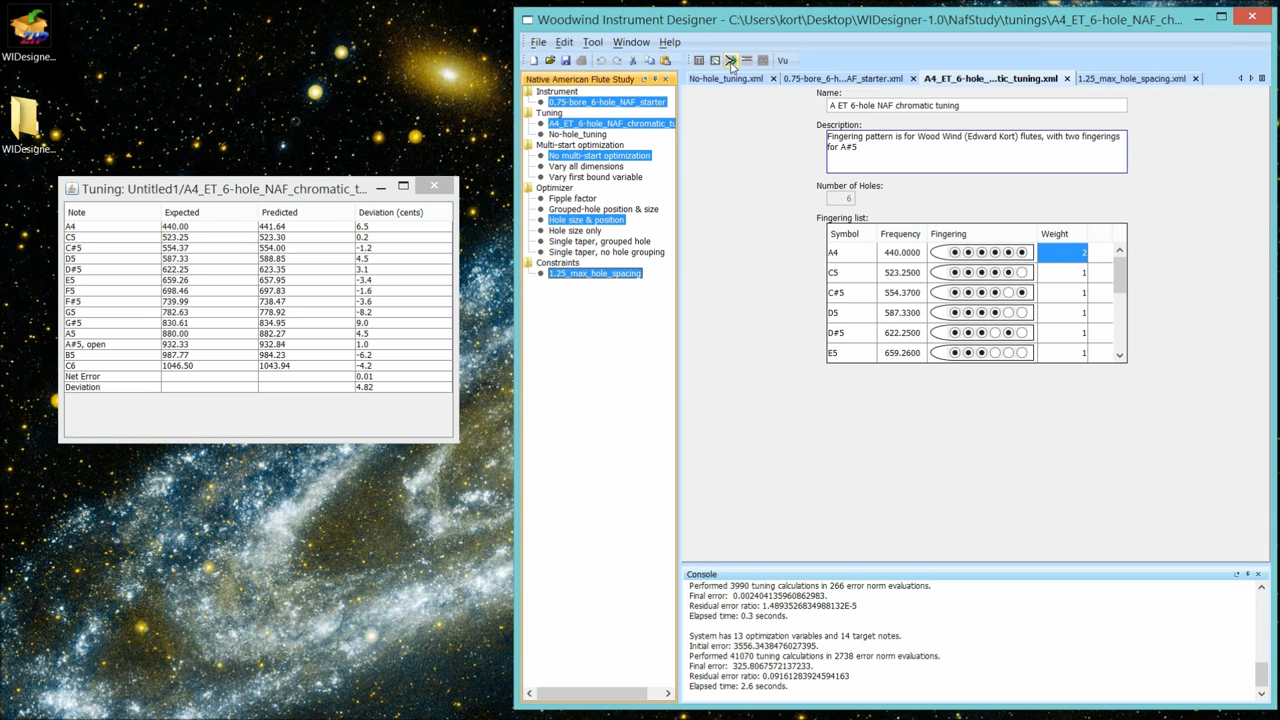 WIDesigne...
WIDesigne...
Tuning: Untitled1/A4_ET_6-hole_NAF_chromatic_t...
Note Expected Predicted Deviation (cents)
A4 440.00 441.64 6.5
C5 523.25 523.30 0.2
C#5 554.37 554.00 -1.2
D5 587.33 588.85 4.5
D#5 622.25 623.35 3.1
E5 659.26 657.95 -3.4
F5 698.46 697.83 -1.6
F#5 739.99 738.47 -3.6
G5 782.63 778.92 -8.2
G#5 830.61 834.95 9.0
A5 880.00 882.27 4.5
A#5, open 932.33 932.84 1.0
B5 987.77 984.23 -6.2
C6 1046.50 1043.94 -4.2
Net Error 0.01
Deviation 4.82
Woodwind Instrument Designer - C:\Users\kort\Desktop\WIDesigner-1.0\NafStudy\tunings\A4_ET_6-hole_NAF_ch...
File Edit Tool Window Help
Vu
Native American Flute Study
Instrument
0.75-bore_6-hole_NAF_starter
Tuning
A4_ET_6-hole_NAF_chromatic_tu
No-hole_tuning
Multi-start optimization
No multi-start optimization
Vary all dimensions
Vary first bound variable
Optimizer
Fipple factor
Grouped-hole position & size
Hole size & position
Hole size only
Single taper, grouped hole
Single taper, no hole grouping
Constraints
1.25_max_hole_spacing
No-hole_tuning.xml 0.75-bore_6-h...AF_starter.xml A4_ET_6-hole_...tic_tuning.xml 1.25_max_hole_spacing.xml
Name:
A ET 6-hole NAF chromatic tuning
Description:
Fingering pattern is for Wood Wind (Edward Kort) flutes, with two fingerings
for A#5
Number of Holes:
6
Fingering list:
Symbol Frequency Fingering Weight
A4 440.0000 2
C5 523.2500 1
C#5 554.3700 1
D5 587.3300 1
D#5 622.2500 1
E5 659.2600 1
Console
Performed 3990 tuning calculations in 266 error norm evaluations.
Final error: 0.002404135960862983.
Residual error ratio: 1.4893526834988132E-5
Elapsed time: 0.3 seconds.
System has 13 optimization variables and 14 target notes.
Initial error: 3556.3438476027395.
Performed 41070 tuning calculations in 2738 error norm evaluations.
Final error: 325.8067572137233.
Residual error ratio: 0.09161283924594163
Elapsed time: 2.6 seconds.